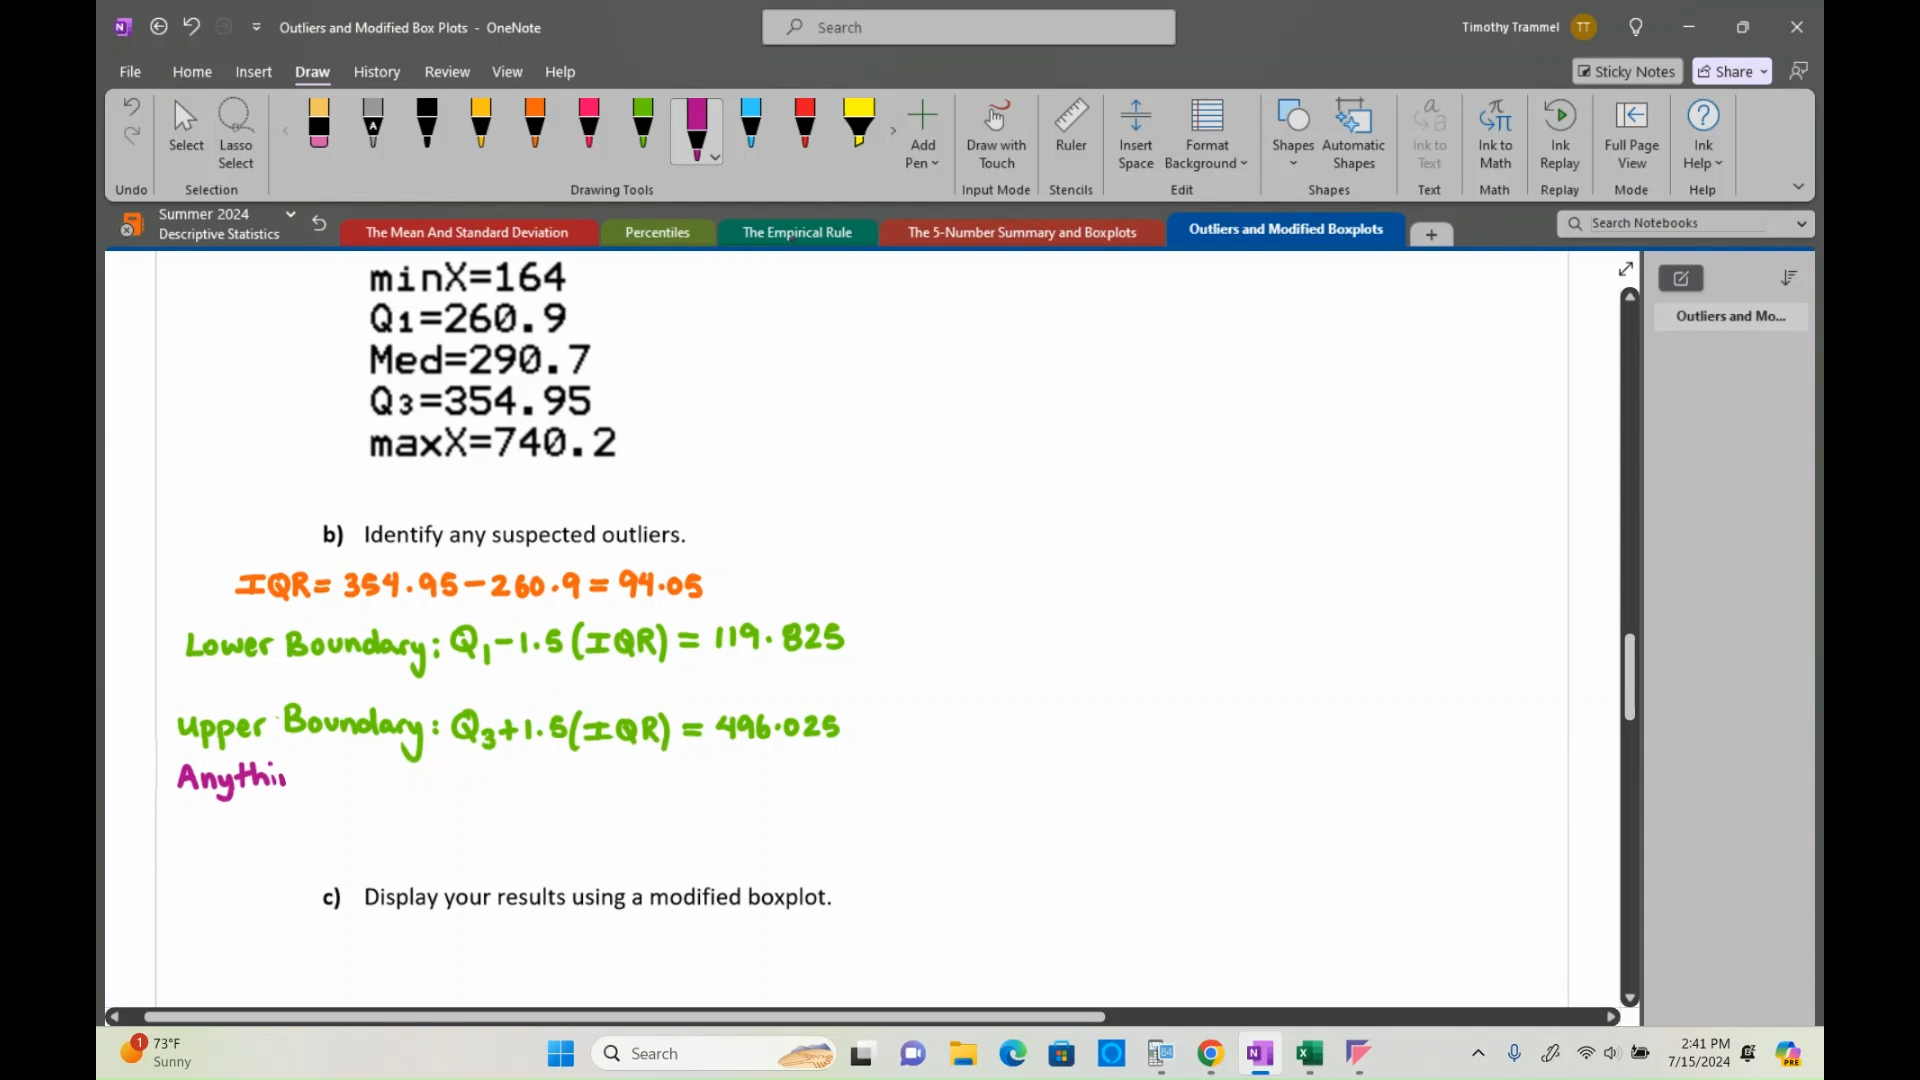 Outliers and Modified Box Plots - OneNote
Search
Timothy Trammel
TT
File Home Insert Draw History Review View Help
Sticky Notes
Share
Undo
Select
Lasso Select
Selection
Drawing Tools
Add Pen
Draw with Touch
Input Mode
Ruler
Stencils
Insert Space
Format Background
Edit
Shapes
Automatic Shapes
Shapes
Ink to Text
Text
Ink to Math
Math
Ink Replay
Replay
Full Page View
Mode
Ink Help
Help
Summer 2024
Descriptive Statistics
The Mean And Standard Deviation
Percentiles
The Empirical Rule
The 5-Number Summary and Boxplots
Outliers and Modified Boxplots
Search Notebooks
Outliers and Mo...
minX=164
Q1=260.9
Med=290.7
Q3=354.95
maxX=740.2
b) Identify any suspected outliers.
IQR = 354.95 - 260.9 = 94.05
Lower Boundary: Q1 - 1.5 (IQR) = 119.825
Upper Boundary: Q3 + 1.5 (IQR) = 496.025
Anythi
c) Display your results using a modified boxplot.
1
73°F
Sunny
Search
84
2:41 PM
7/15/2024
PRE